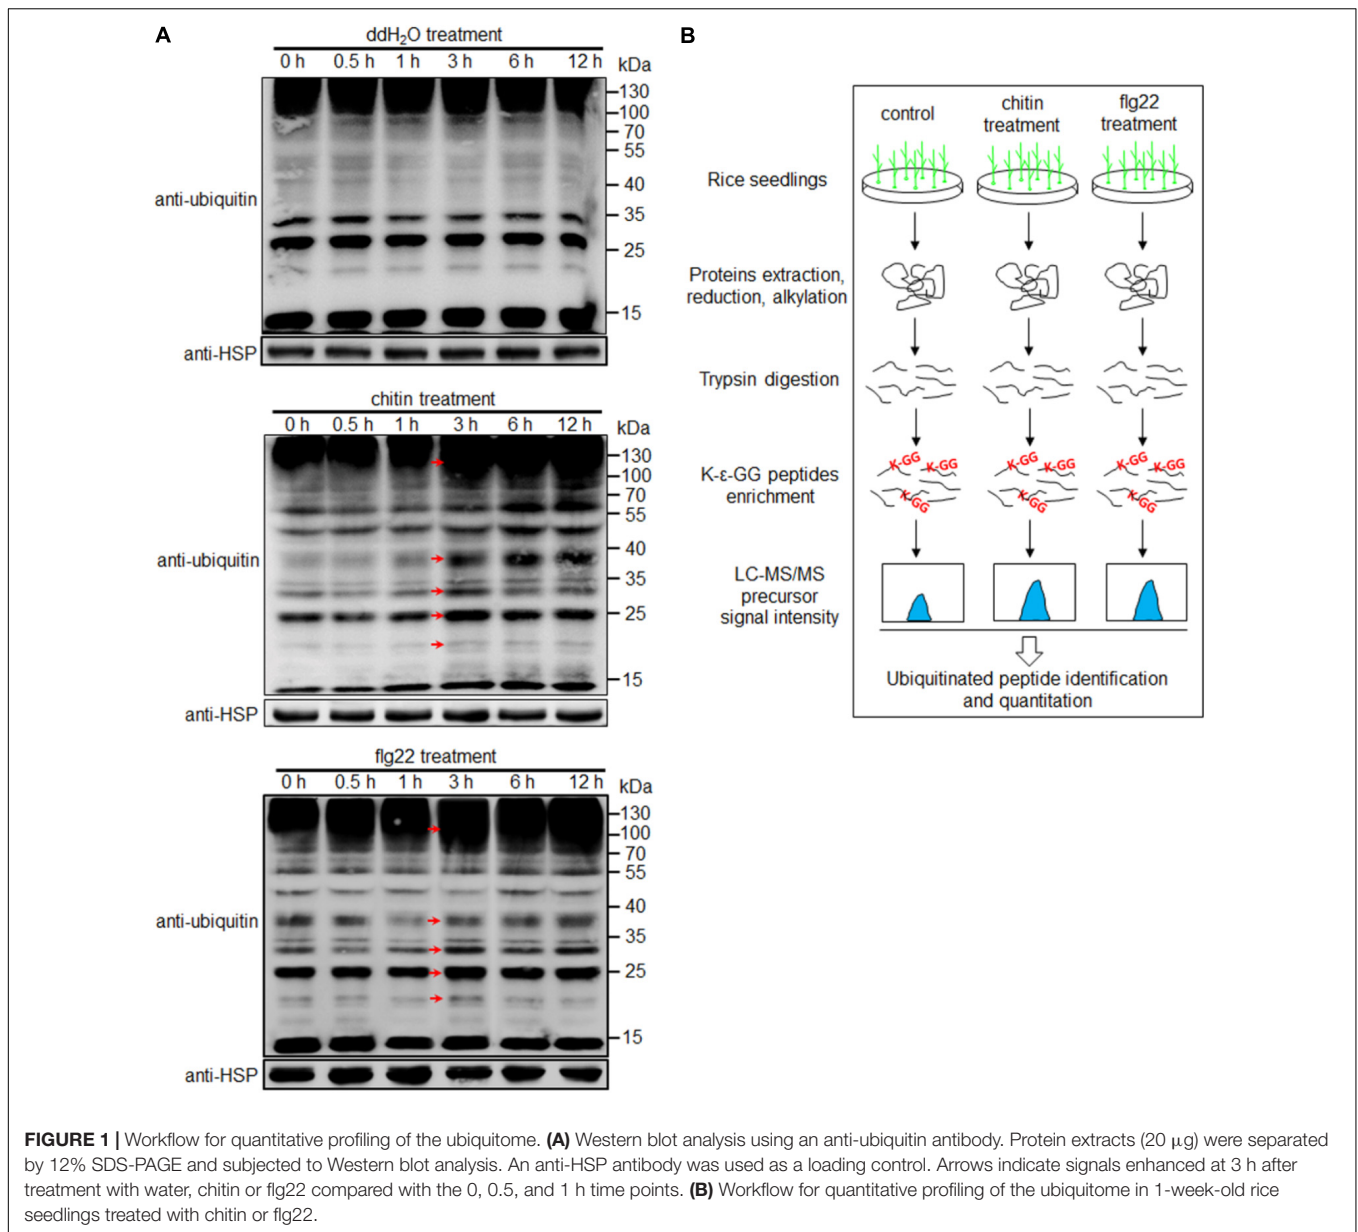 A
ddH₂O treatment
0 h 0.5 h 1 h 3 h 6 h 12 h
kDa
130
100
70
55
40
35
25
15
anti-ubiquitin
anti-HSP
chitin treatment
0 h 0.5 h 1 h 3 h 6 h 12 h
kDa
130
100
70
55
40
35
25
15
anti-ubiquitin
anti-HSP
flg22 treatment
0 h 0.5 h 1 h 3 h 6 h 12 h
kDa
130
100
70
55
40
35
25
15
anti-ubiquitin
anti-HSP
B
control
chitin
treatment
flg22
treatment
Rice seedlings
Proteins extraction,
reduction, alkylation
Trypsin digestion
K-ε-GG peptides
enrichment
K-GG K-GG K-GG
K-GG K-GG K-GG
K-GG K-GG K-GG
LC-MS/MS
precursor
signal intensity
Ubiquitinated peptide identification
and quantitation
FIGURE 1 | Workflow for quantitative profiling of the ubiquitome. (A) Western blot analysis using an anti-ubiquitin antibody. Protein extracts (20 μg) were separated
by 12% SDS-PAGE and subjected to Western blot analysis. An anti-HSP antibody was used as a loading control. Arrows indicate signals enhanced at 3 h after
treatment with water, chitin or flg22 compared with the 0, 0.5, and 1 h time points. (B) Workflow for quantitative profiling of the ubiquitome in 1-week-old rice
seedlings treated with chitin or flg22.